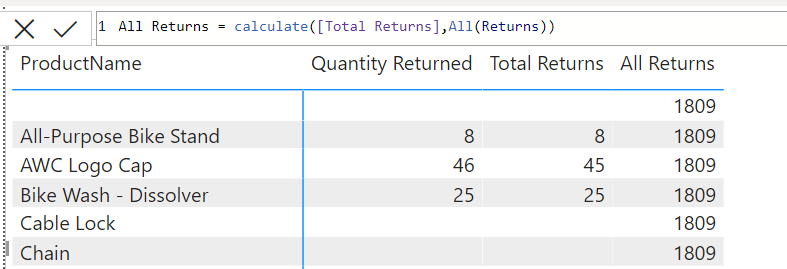 1 All Returns = calculate([Total Returns],All(Returns))
ProductName Quantity Returned Total Returns All Returns
1809
All-Purpose Bike Stand 8 8 1809
AWC Logo Cap 46 45 1809
Bike Wash - Dissolver 25 25 1809
Cable Lock 1809
Chain 1809